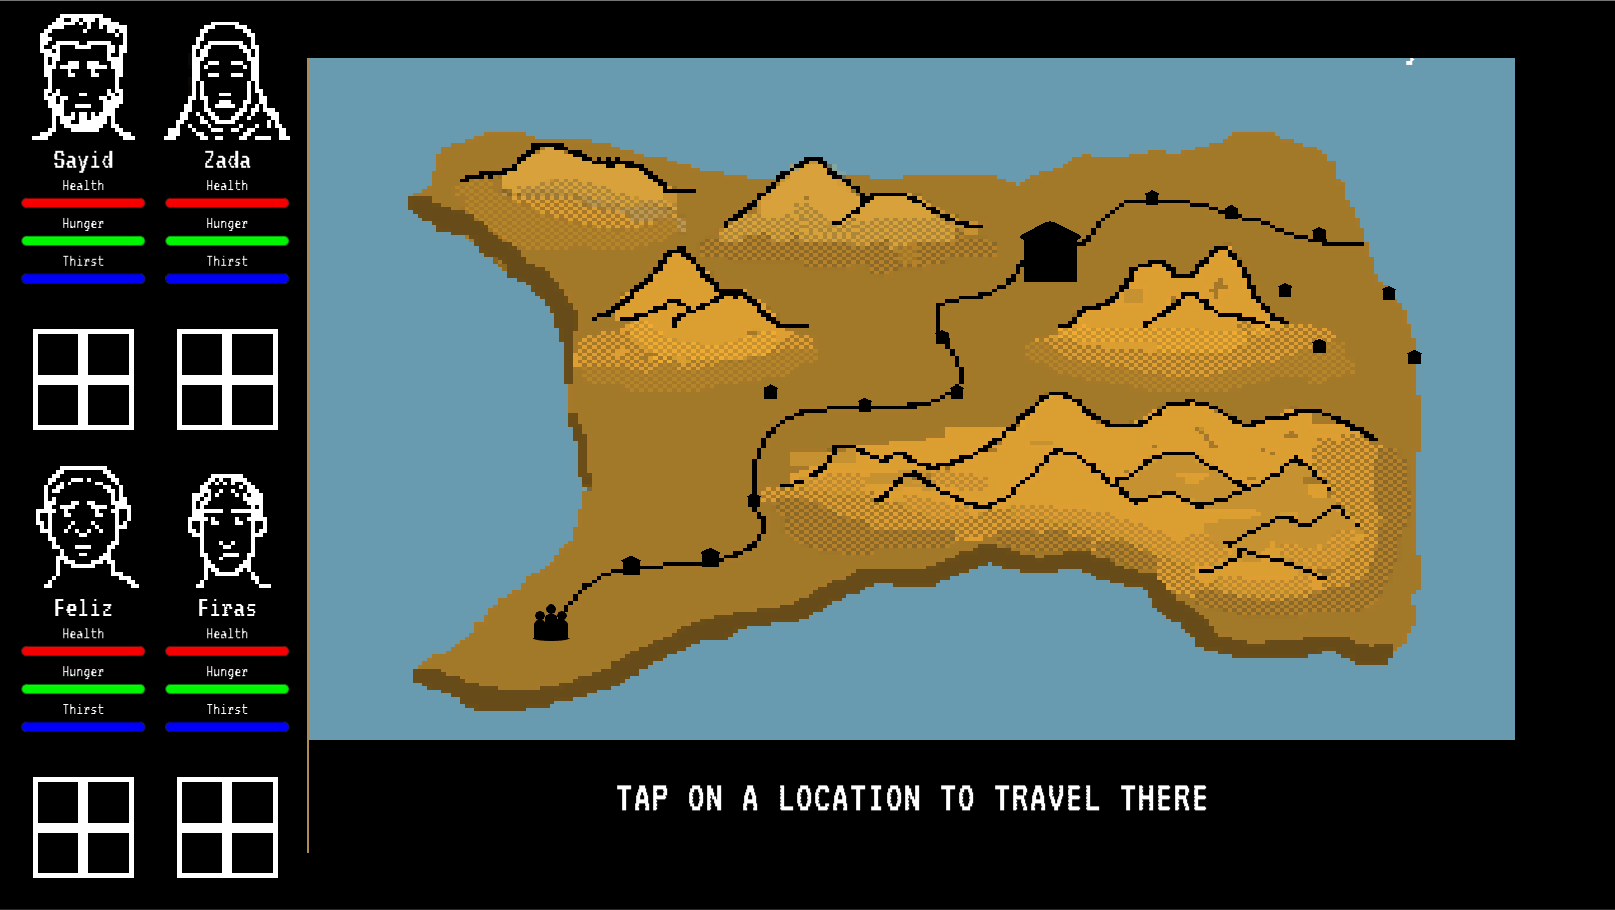 Sayid
Health
Hunger
Thirst
Zada
Health
Hunger
Thirst
Feliz
Health
Hunger
Thirst
Firas
Health
Hunger
Thirst
TAP ON A LOCATION TO TRAVEL THERE